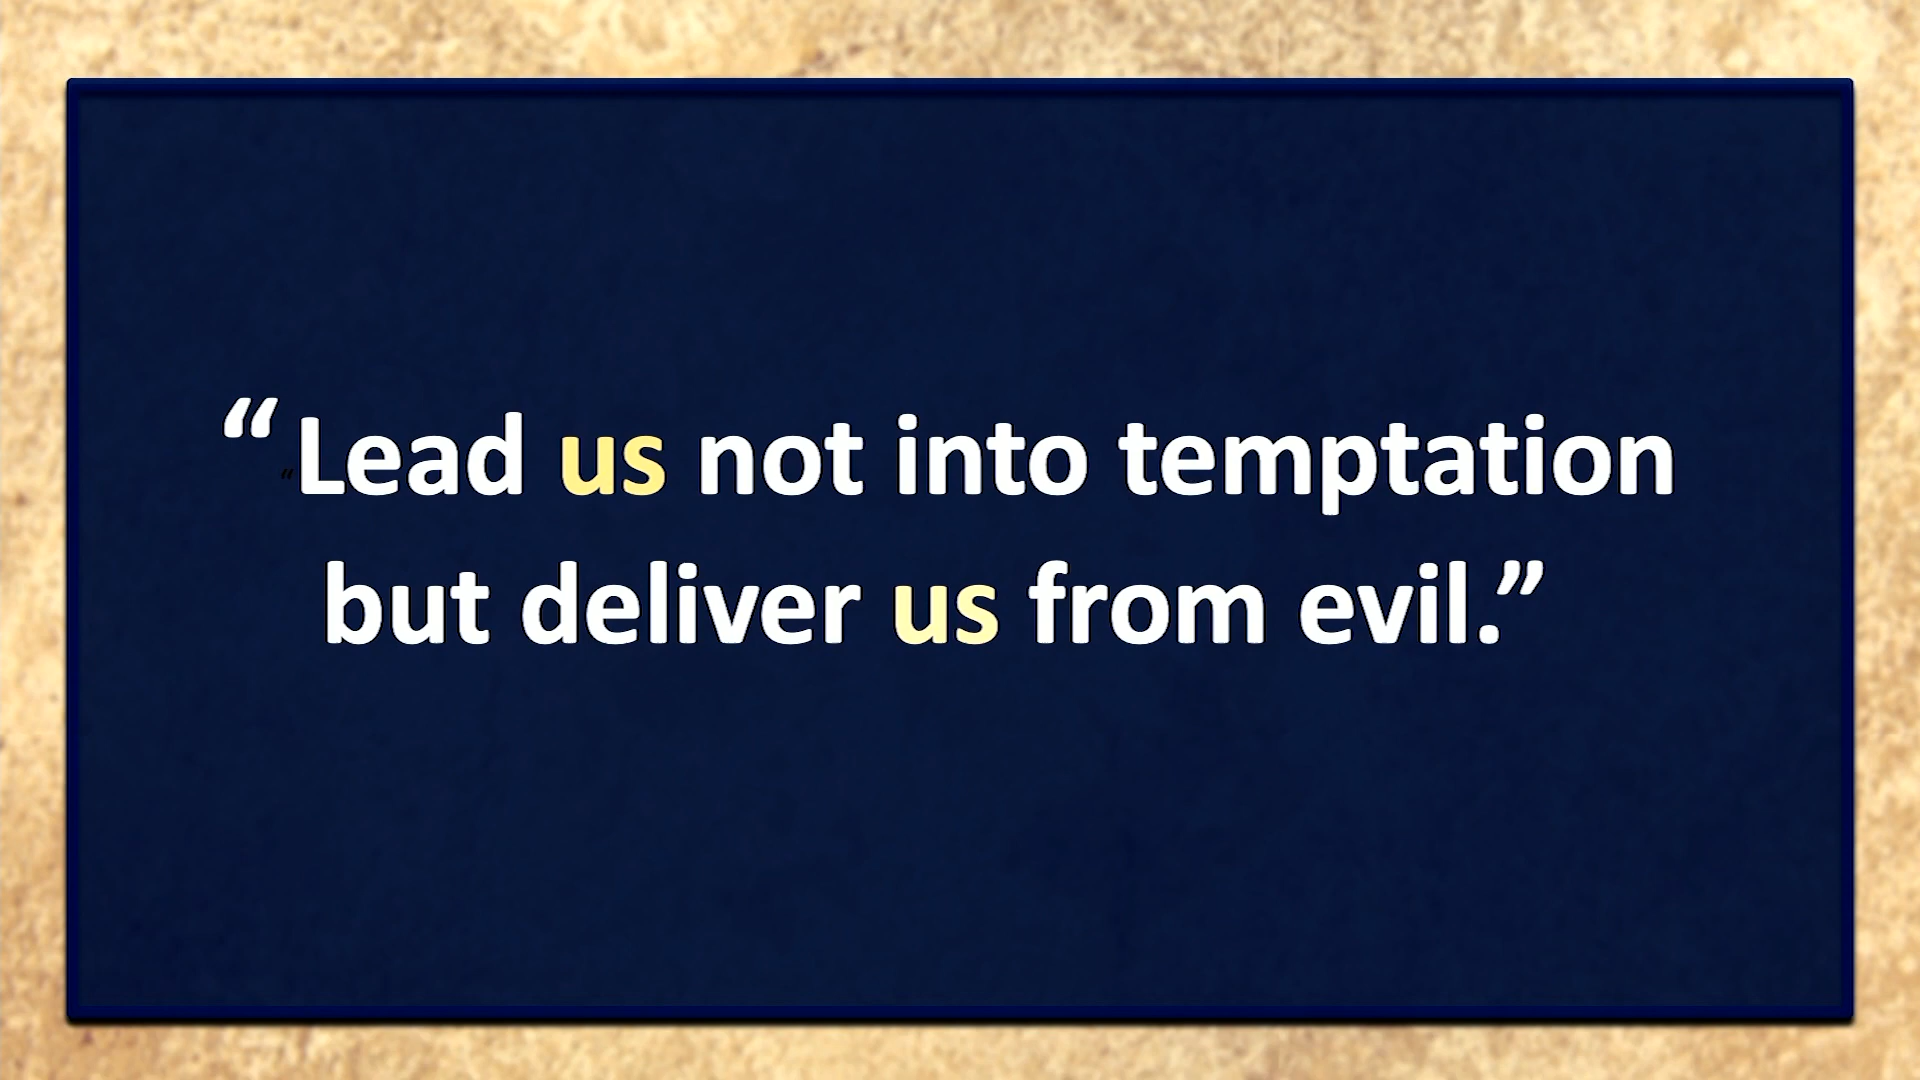 “Lead us not into temptation
but deliver us from evil.”